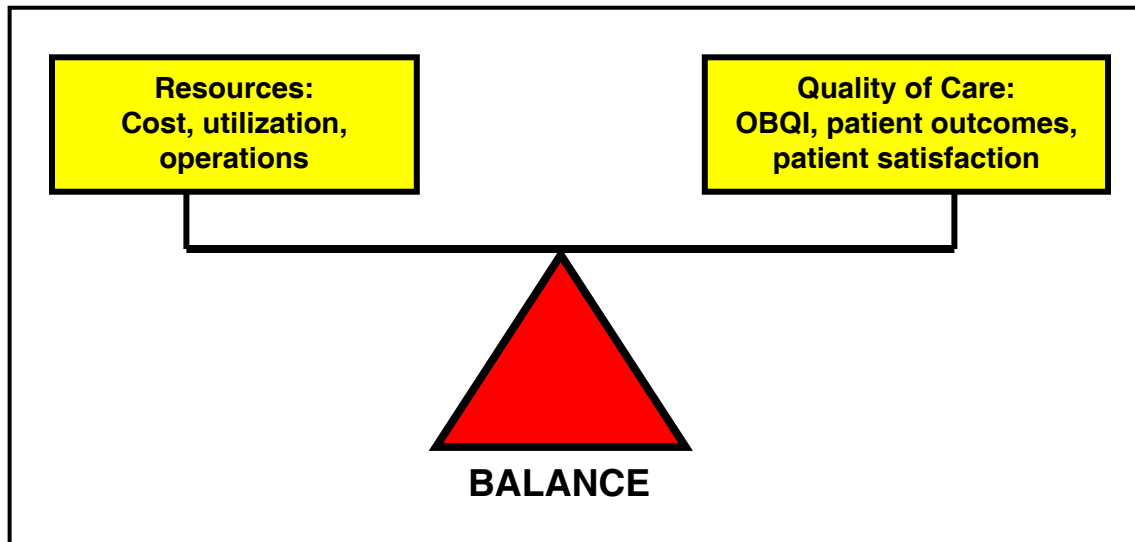 Resources:
Cost, utilization,
operations
Quality of Care:
OBQI, patient outcomes,
patient satisfaction
BALANCE